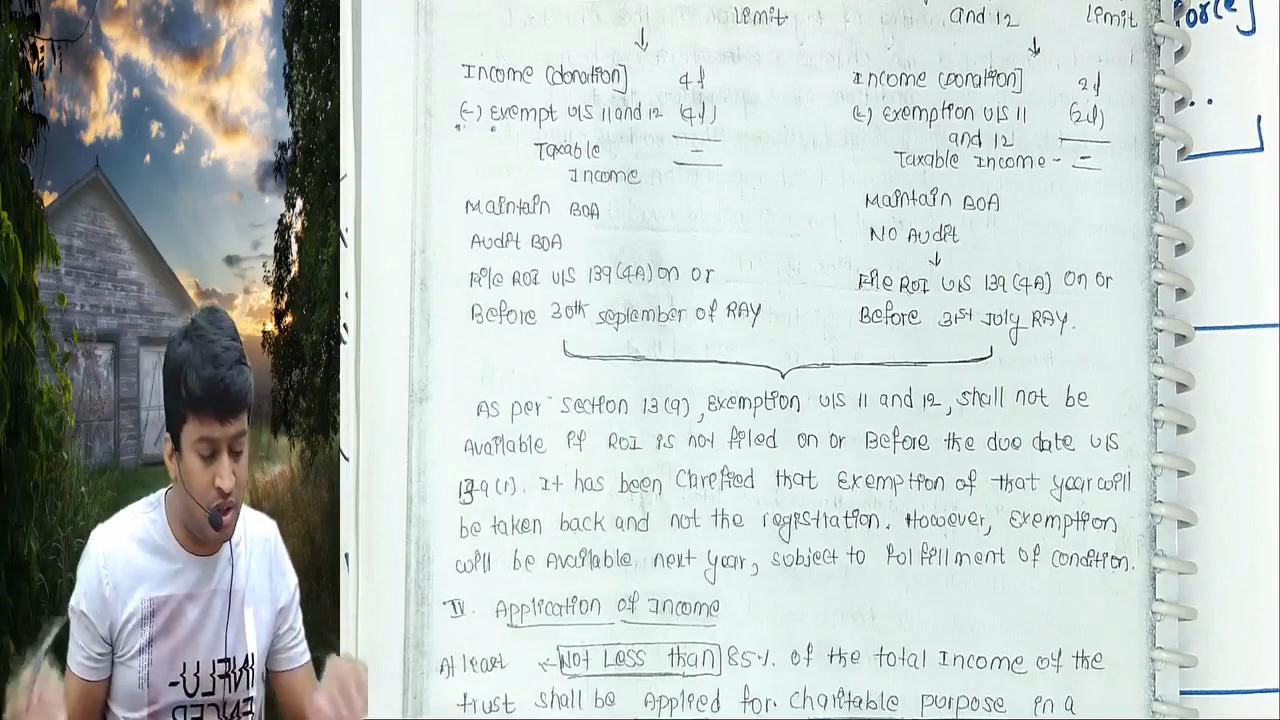 Limit
and 12 Limit
Force]
Income [donation] 4l
(-) Exempt U/S 11 and 12 (4l)
Taxable -
Income
Maintain BOA
Audit BOA
File ROI U/S 139(4A) on or
Before 30th september of RAY
Income [Donation] 2l
(-) exemption U/S 11 (2l)
and 12
Taxable Income - -
Maintain BOA
NO Audit
File ROI U/S 139(4A) On or
Before 31st July RAY.
As per section 13(9), Exemption U/S 11 and 12, shall not be
Available if ROI is not filed on or Before the due date U/S
139(1). It has been Clarified that Exemption of that year will
be taken back and not the registration. However, Exemption
will be Available next year, subject to fulfillment of condition.
IV. Application of Income
At least Not Less than 85%. of the total Income of the
trust shall be Applied for charitable purpose in a